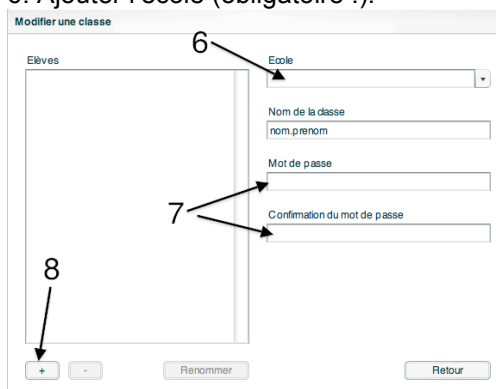 6. Ajouter l'école (obligatoire !).
Modifier une classe
6
Elèves
Ecole
Nom de la classe
nom.prenom
Mot de passe
7
Confirmation du mot de passe
8
+
-
Renommer
Retour